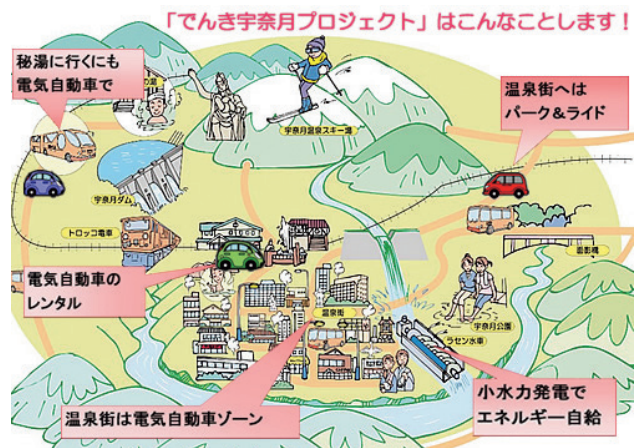 「でんき宇奈月プロジェクト」はこんなことします！
秘湯に行くにも
電気自動車で
の湯
宇奈月温泉スキー場
温泉街へは
パーク＆ライド
宇奈月ダム
トロッコ電車
面影橋
電気自動車の
レンタル
温泉街
宇奈月公園
ラセン水車
温泉街は電気自動車ゾーン
小水力発電で
エネルギー自給